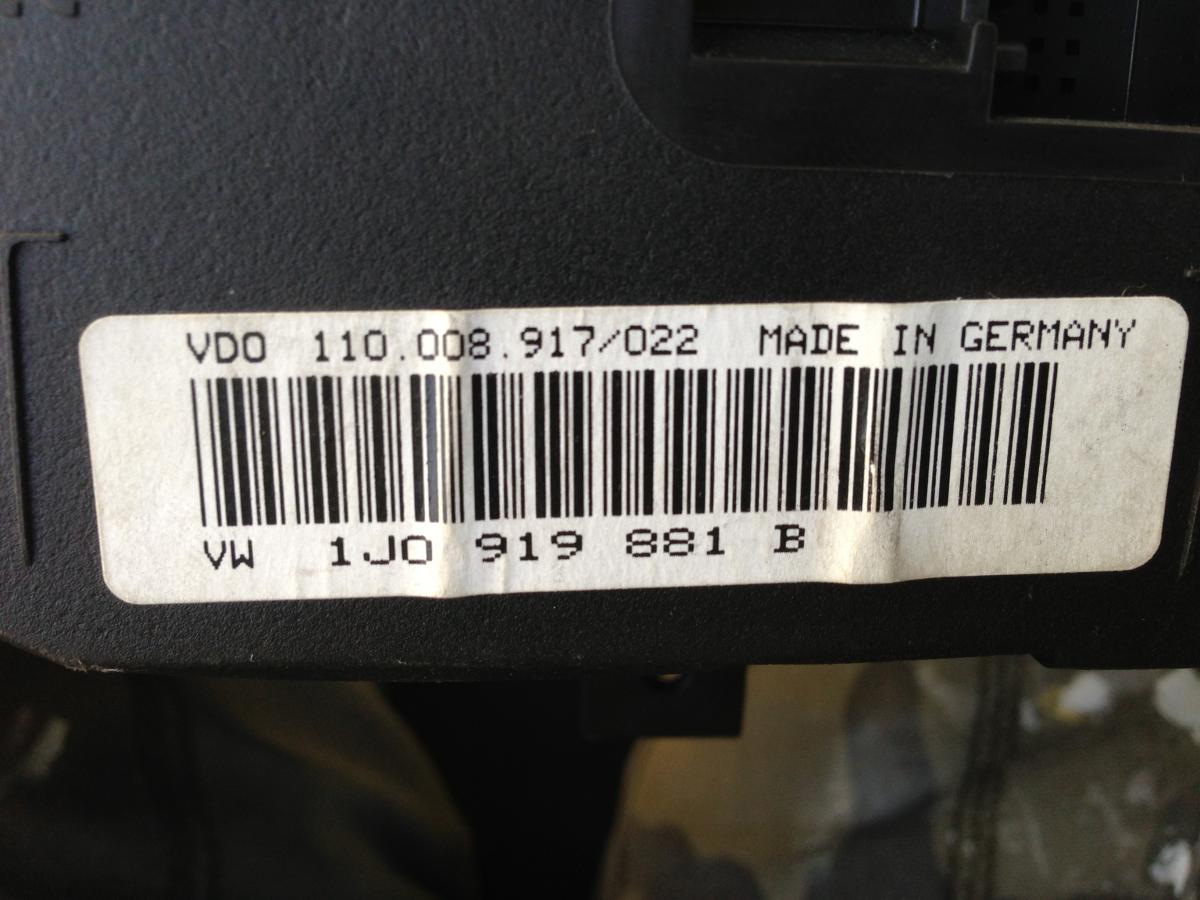 VDO 110.008.917/022 MADE IN GERMANY
VW 1J0 919 881 B